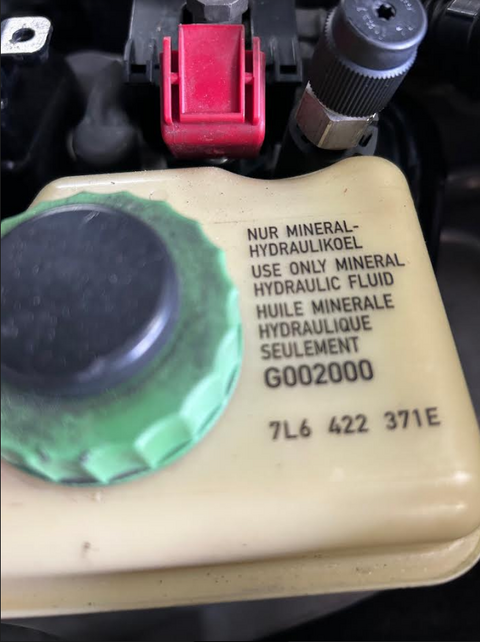 NUR MINERAL-
HYDRAULIKOEL
USE ONLY MINERAL
HYDRAULIC FLUID
HUILE MINERALE
HYDRAULIQUE
SEULEMENT
G002000
7L6 422 371E